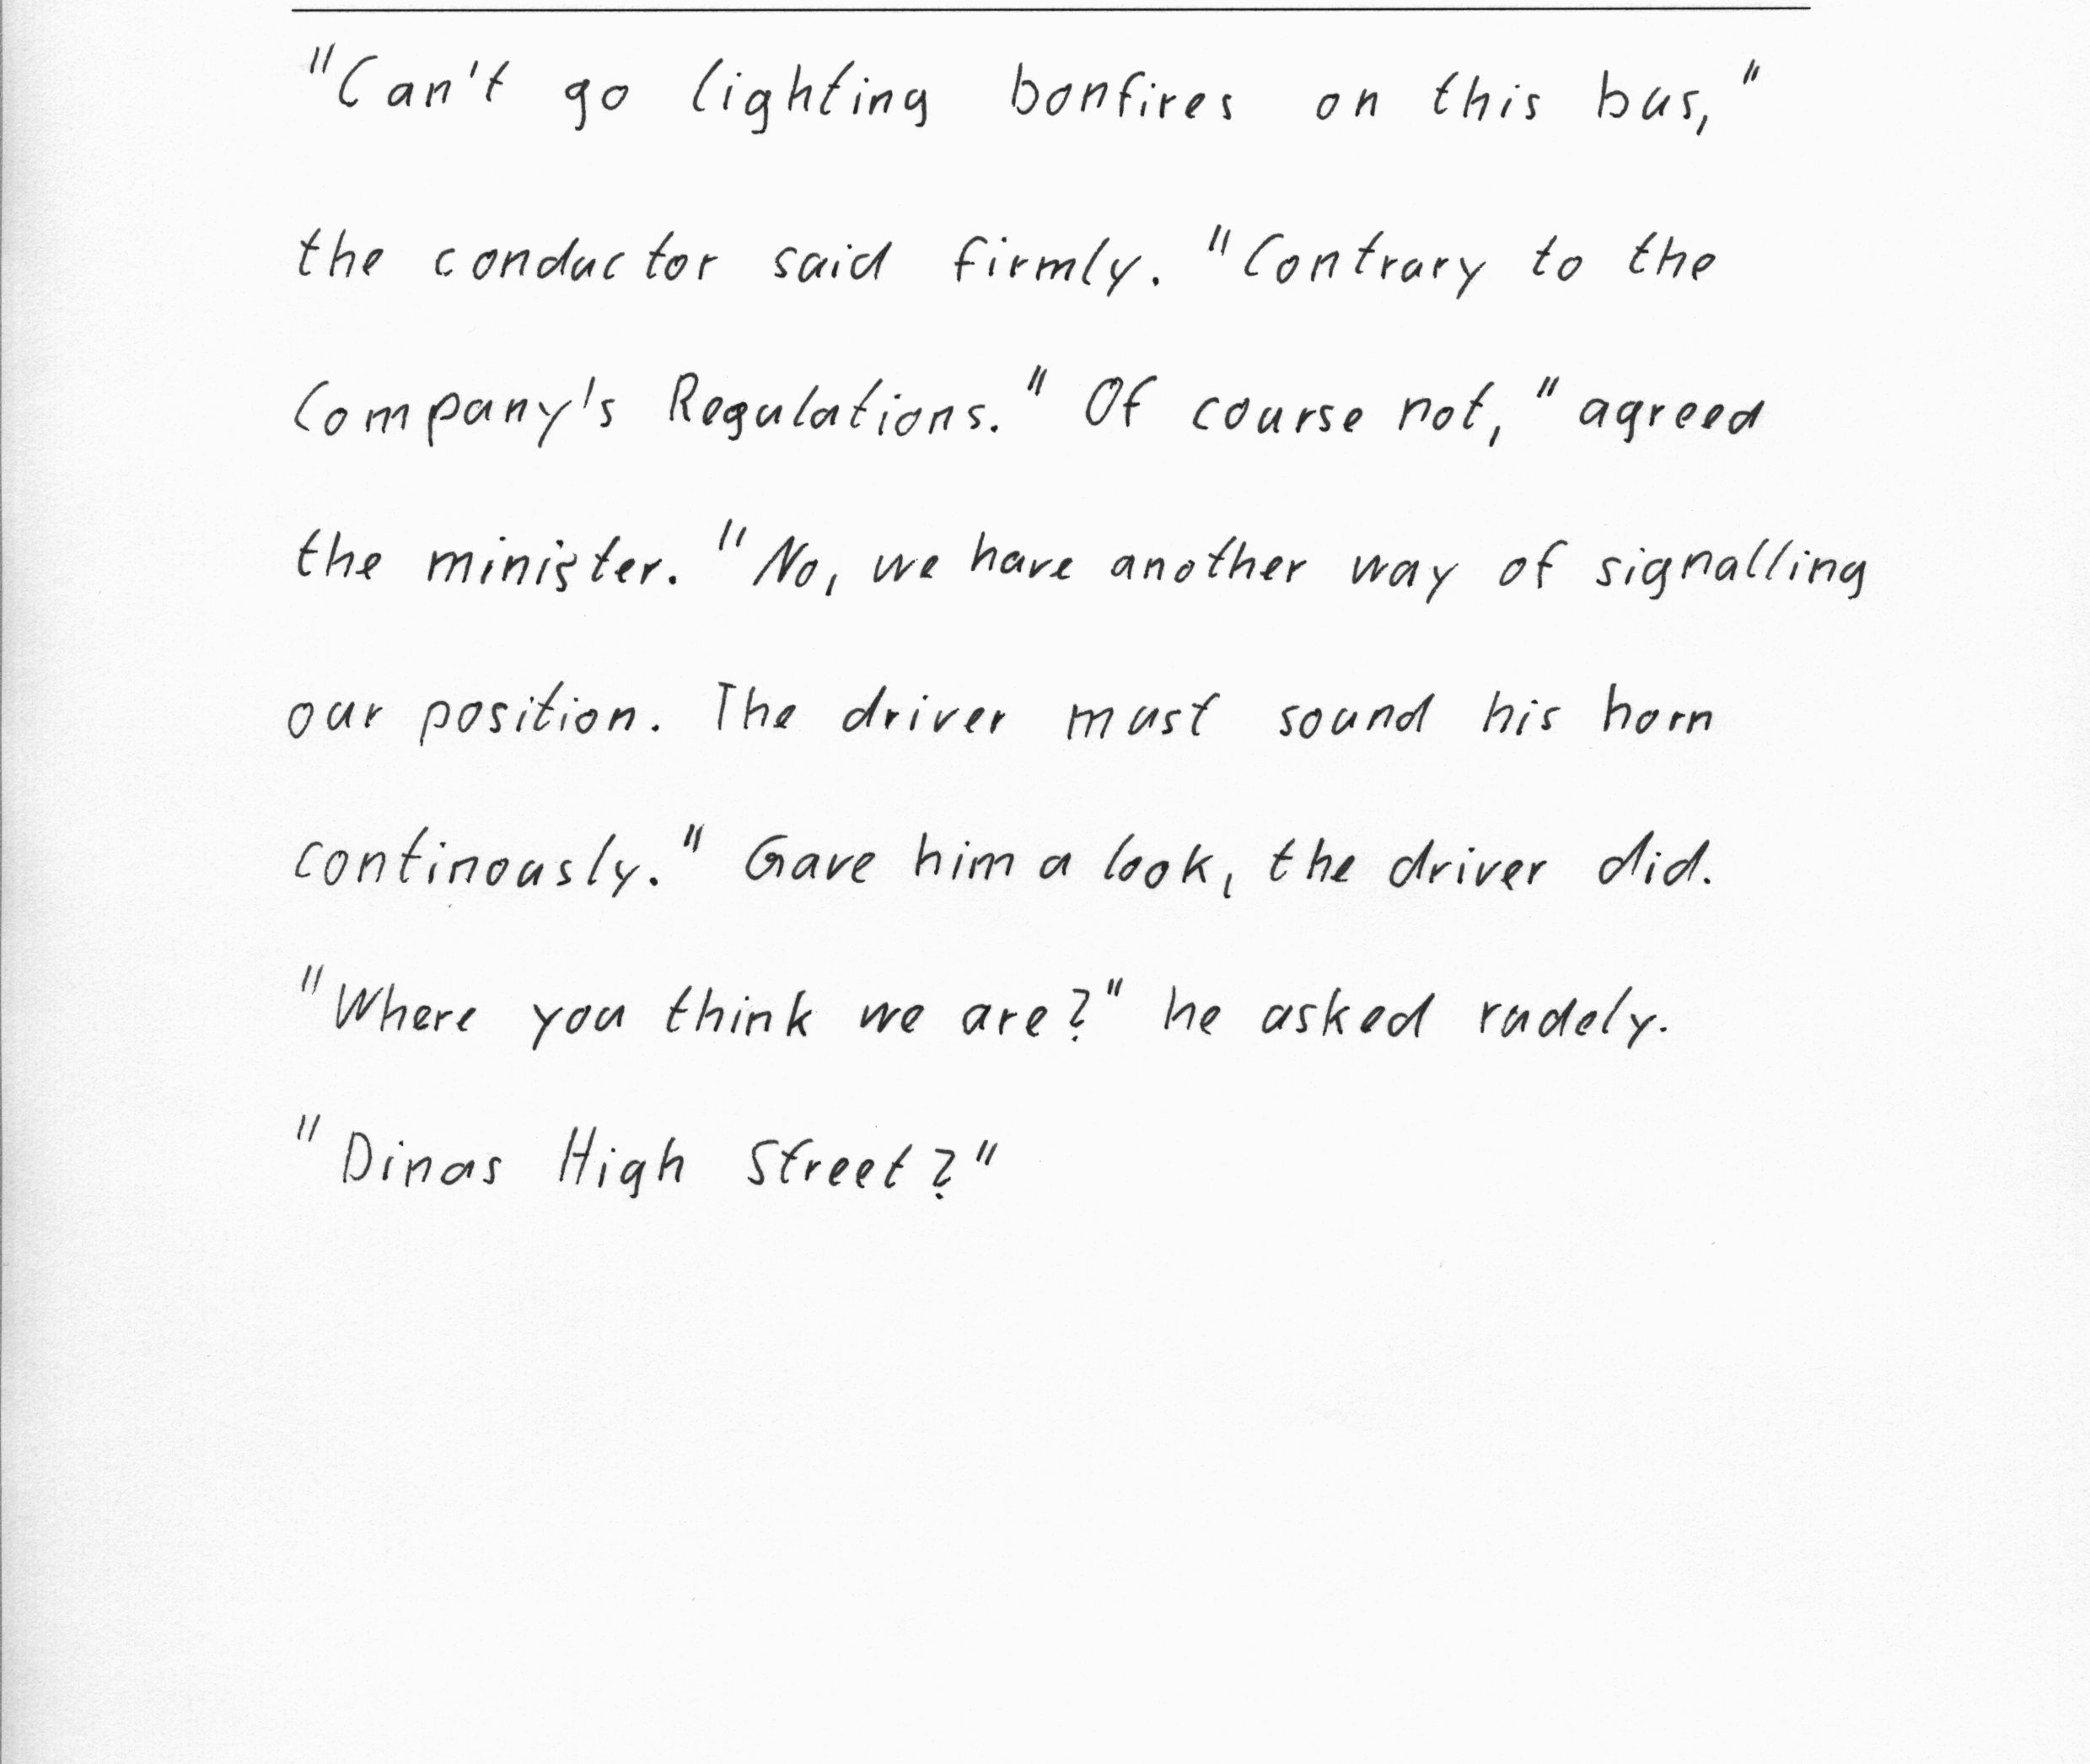 "Can't go lighting bonfires on this bus,"
the conductor said firmly. "Contrary to the
Company's Regulations." Of course not," agreed
the minister. "No, we have another way of signalling
our position. The driver must sound his horn
continously." Gave him a look, the driver did.
"Where you think we are?" he asked rudely.
"Dinas High Street?"